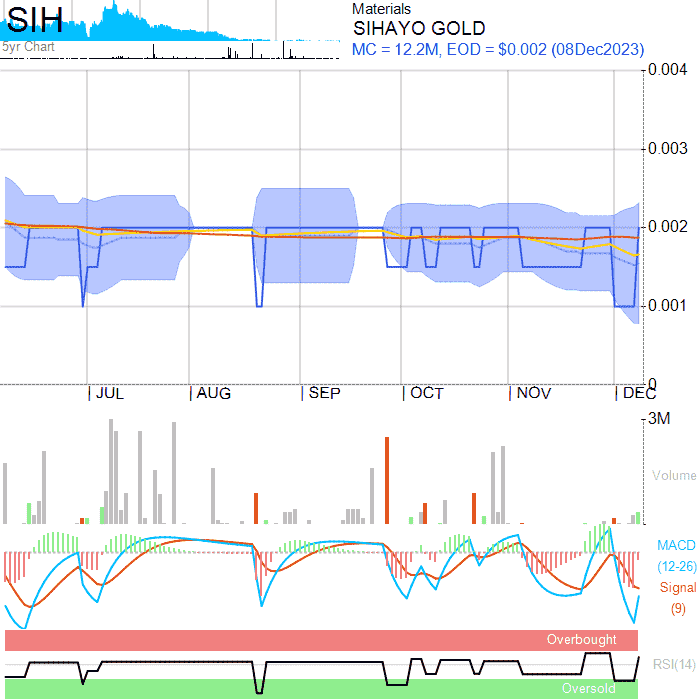 SIH
5yr Chart
Materials
SIHAYO GOLD
MC = 12.2M, EOD = $0.002 (08Dec2023)
0.004
0.003
0.002
0.001
0
JUL AUG SEP OCT NOV DEC
3M
Volume
MACD
(12-26)
Signal
(9)
Overbought
RSI(14)
Oversold